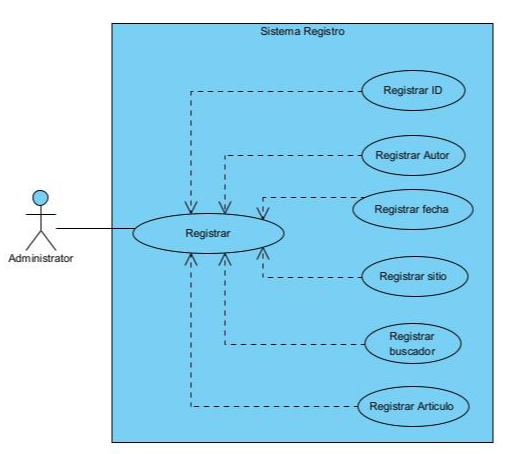 Sistema Registro
Registrar ID
Registrar Autor
Registrar fecha
Registrar
Administrator
Registrar sitio
Registrar
buscador
Registrar Articulo